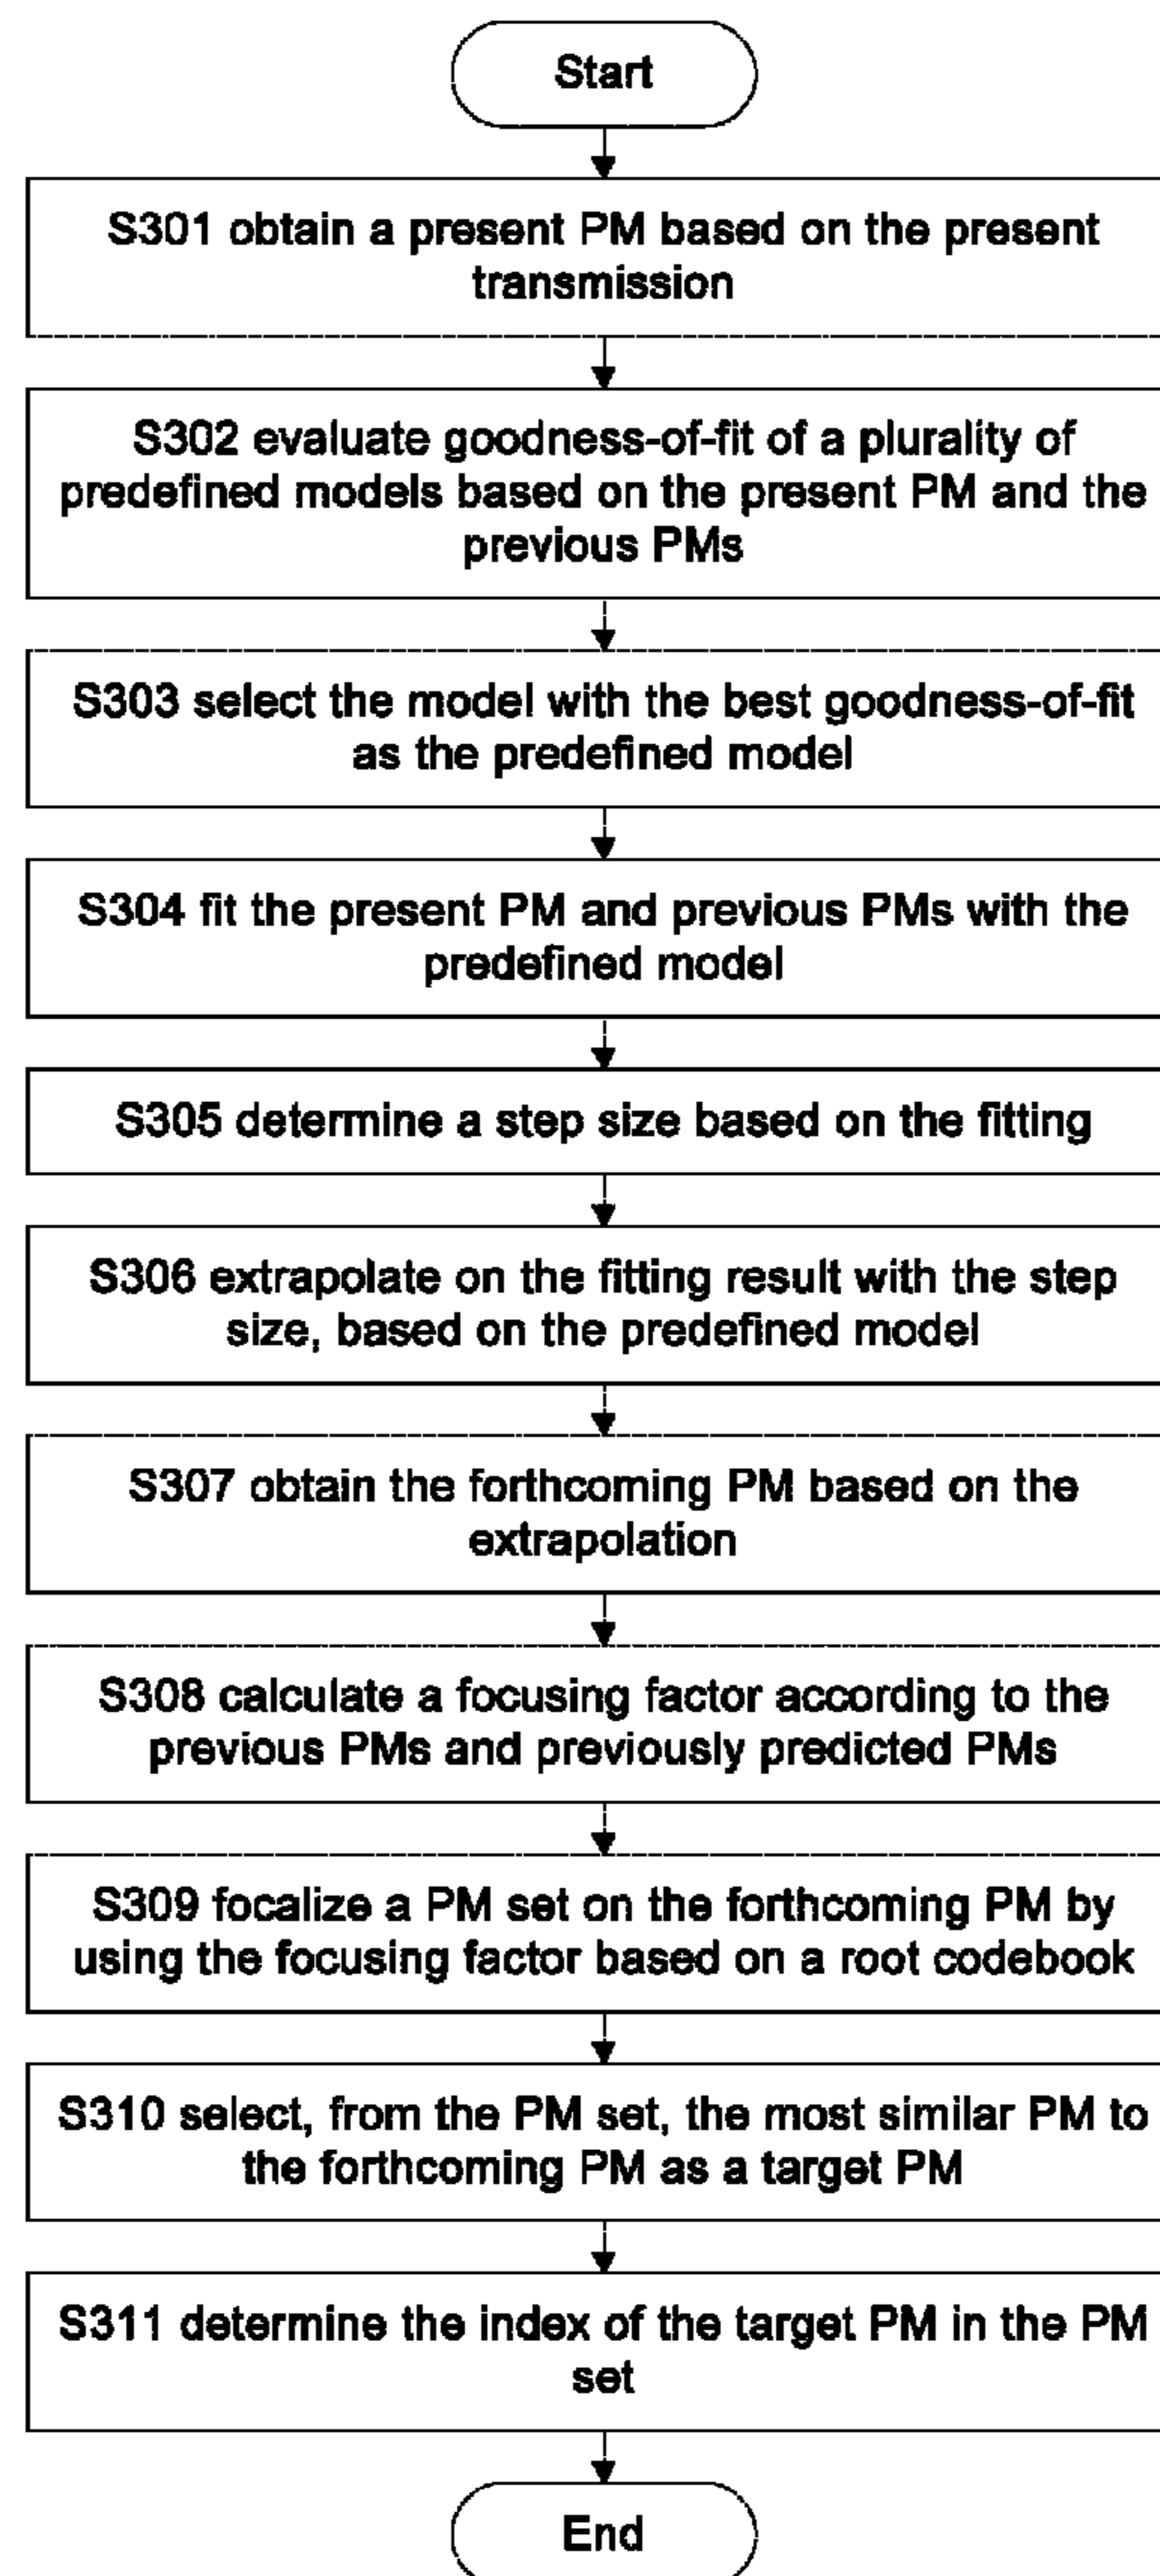 Start
S301 obtain a present PM based on the present
transmission
S302 evaluate goodness-of-fit of a plurality of
predefined models based on the present PM and the
previous PMs
S303 select the model with the best goodness-of-fit
as the predefined model
S304 fit the present PM and previous PMs with the
predefined model
S305 determine a step size based on the fitting
S306 extrapolate on the fitting result with the step
size, based on the predefined model
S307 obtain the forthcoming PM based on the
extrapolation
S308 calculate a focusing factor according to the
previous PMs and previously predicted PMs
S309 focalize a PM set on the forthcoming PM by
using the focusing factor based on a root codebook
S310 select, from the PM set, the most similar PM to
the forthcoming PM as a target PM
S311 determine the index of the target PM in the PM
set
End